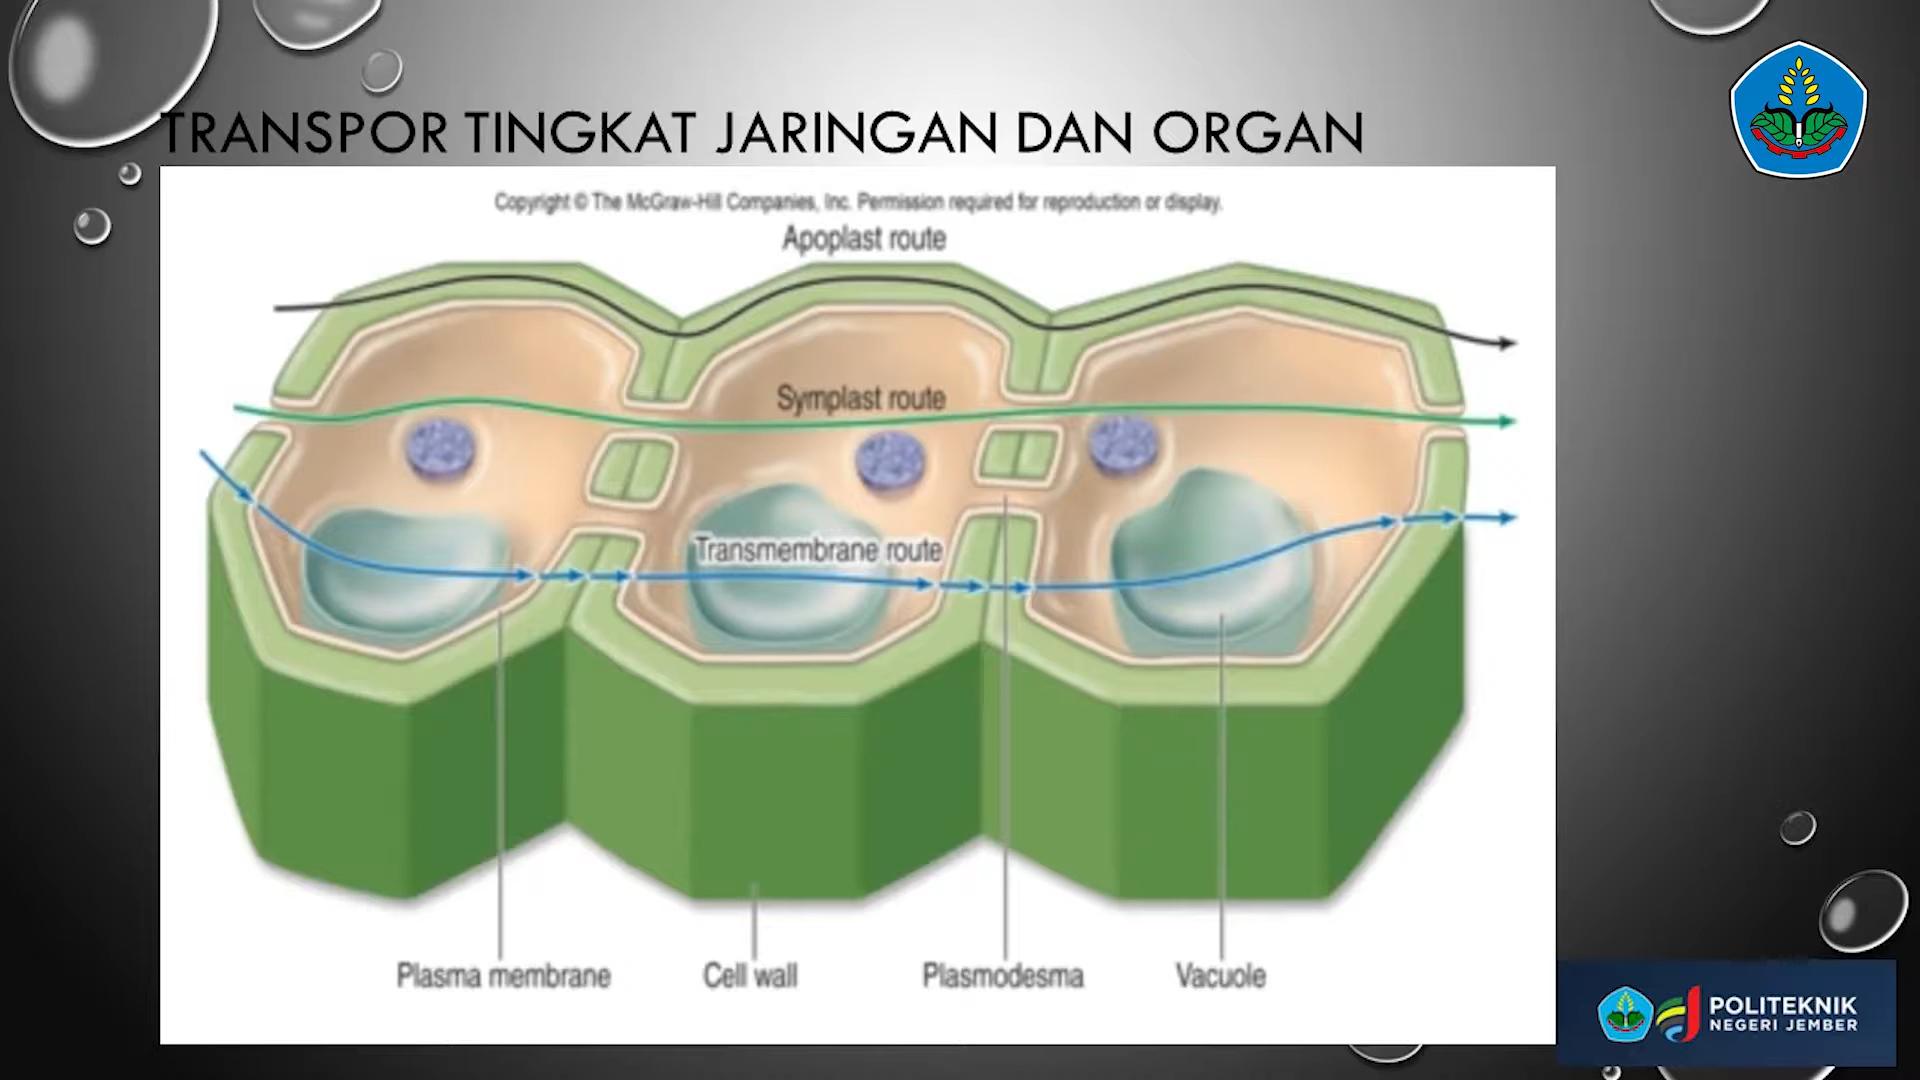 TRANSPOR TINGKAT JARINGAN DAN ORGAN
Copyright © The McGraw-Hill Companies, Inc. Permission required for reproduction or display.
Apoplast route
Symplast route
Transmembrane route
Plasma membrane
Cell wall
Plasmodesma
Vacuole
POLITEKNIK
NEGERI JEMBER